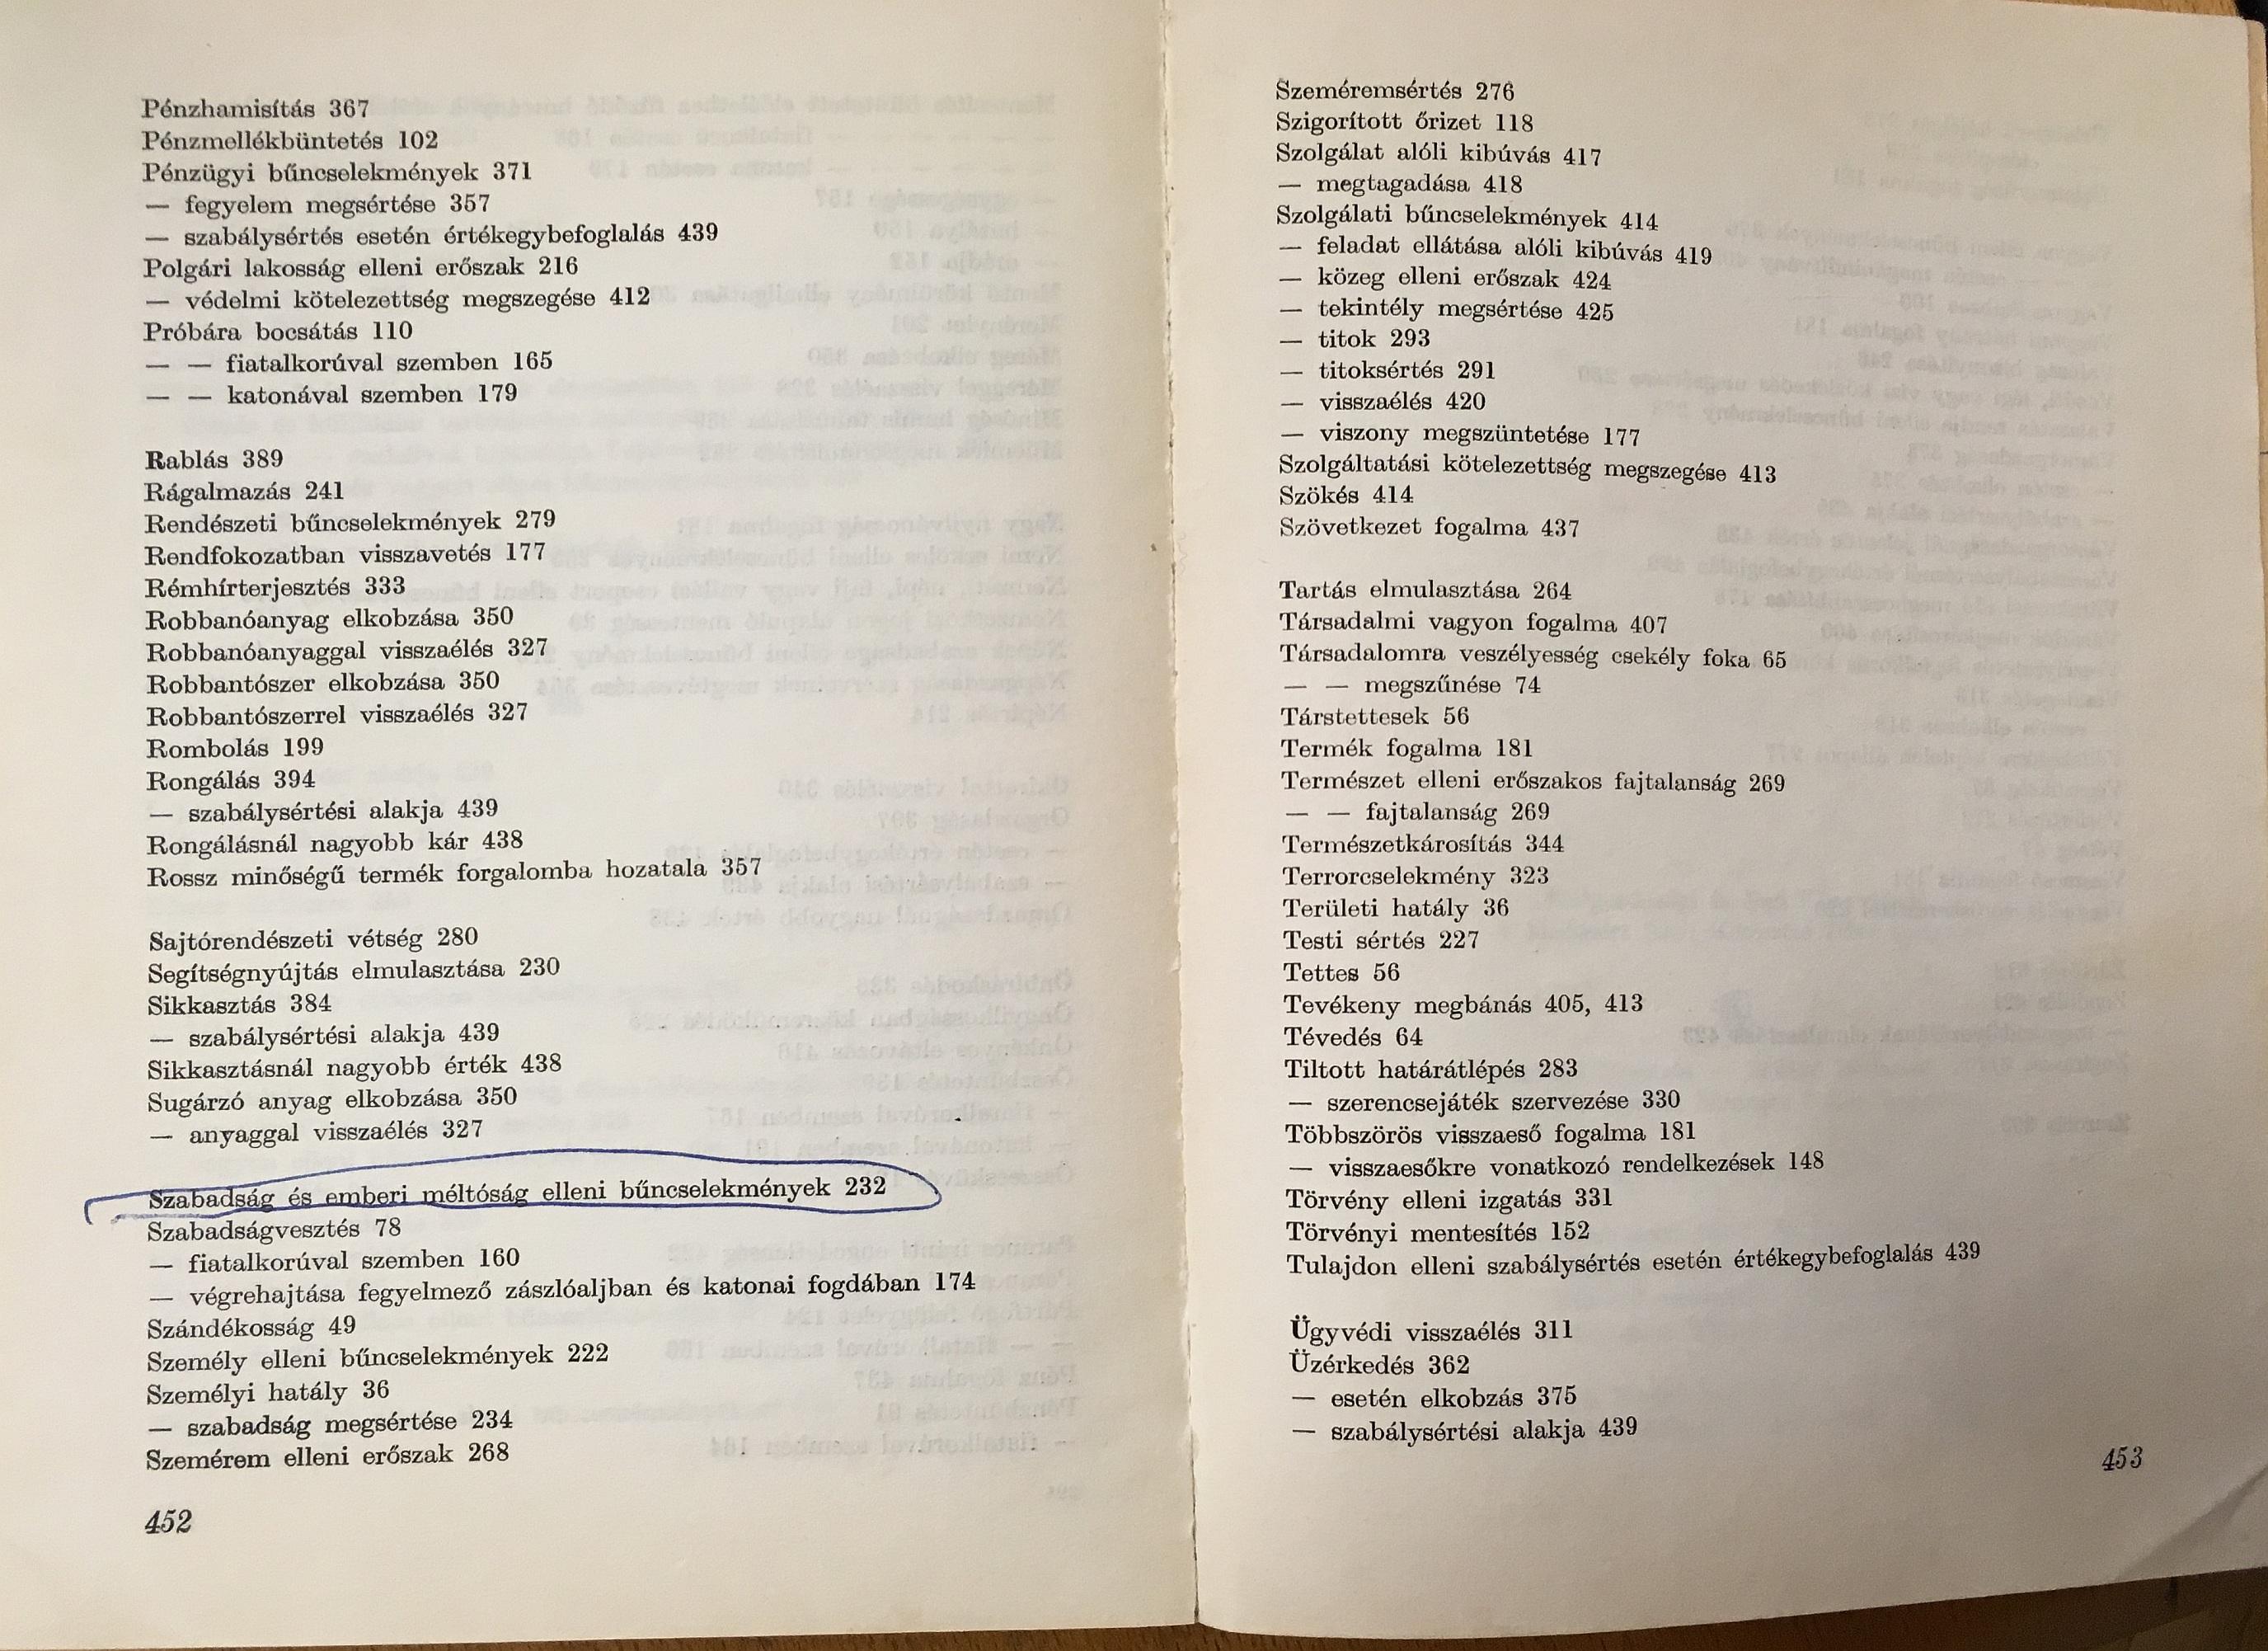 Pénzhamisítás 367
Pénzmellékbüntetés 102
Pénzügyi bűncselekmények 371
— fegyelem megsértése 357
— szabálysértés esetén értékegybefoglalás 439
Polgári lakosság elleni erőszak 216
— védelmi kötelezettség megszegése 412
Próbára bocsátás 110
— — fiatalkorúval szemben 165
— — katonával szemben 179
Rablás 389
Rágalmazás 241
Rendészeti bűncselekmények 279
Rendfokozatban visszavetés 177
Rémhírterjesztés 333
Robbanóanyag elkobzása 350
Robbanóanyaggal visszaélés 327
Robbantószer elkobzása 350
Robbantószerrel visszaélés 327
Rombolás 199
Rongálás 394
— szabálysértési alakja 439
Rongálásnál nagyobb kár 438
Rossz minőségű termék forgalomba hozatala 357
Sajtórendészeti vétség 280
Segítségnyújtás elmulasztása 230
Sikkasztás 384
— szabálysértési alakja 439
Sikkasztásnál nagyobb érték 438
Sugárzó anyag elkobzása 350
— anyaggal visszaélés 327
Szabadság és emberi méltóság elleni bűncselekmények 232
Szabadságvesztés 78
— fiatalkorúval szemben 160
— végrehajtása fegyelmező zászlóaljban és katonai fogdában 174
Szándékosság 49
Személy elleni bűncselekmények 222
Személyi hatály 36
— szabadság megsértése 234
Szemérem elleni erőszak 268
452
Szeméremsértés 276
Szigorított őrizet 118
Szolgálat alóli kibúvás 417
— megtagadása 418
Szolgálati bűncselekmények 414
— feladat ellátása alóli kibúvás 419
— közeg elleni erőszak 424
— tekintély megsértése 425
— titok 293
— titoksértés 291
— visszaélés 420
— viszony megszüntetése 177
Szolgáltatási kötelezettség megszegése 413
Szökés 414
Szövetkezet fogalma 437
Tartás elmulasztása 264
Társadalmi vagyon fogalma 407
Társadalomra veszélyesség csekély foka 65
— — megszűnése 74
Társtettesek 56
Termék fogalma 181
Természet elleni erőszakos fajtalanság 269
— — fajtalanság 269
Természetkárosítás 344
Terrorcselekmény 323
Területi hatály 36
Testi sértés 227
Tettes 56
Tevékeny megbánás 405, 413
Tévedés 64
Tiltott határátlépés 283
— szerencsejáték szervezése 330
Többszörös visszaeső fogalma 181
— visszaesőkre vonatkozó rendelkezések 148
Törvény elleni izgatás 331
Törvényi mentesítés 152
Tulajdon elleni szabálysértés esetén értékegybefoglalás 439
Ügyvédi visszaélés 311
Üzérkedés 362
— esetén elkobzás 375
— szabálysértési alakja 439
453